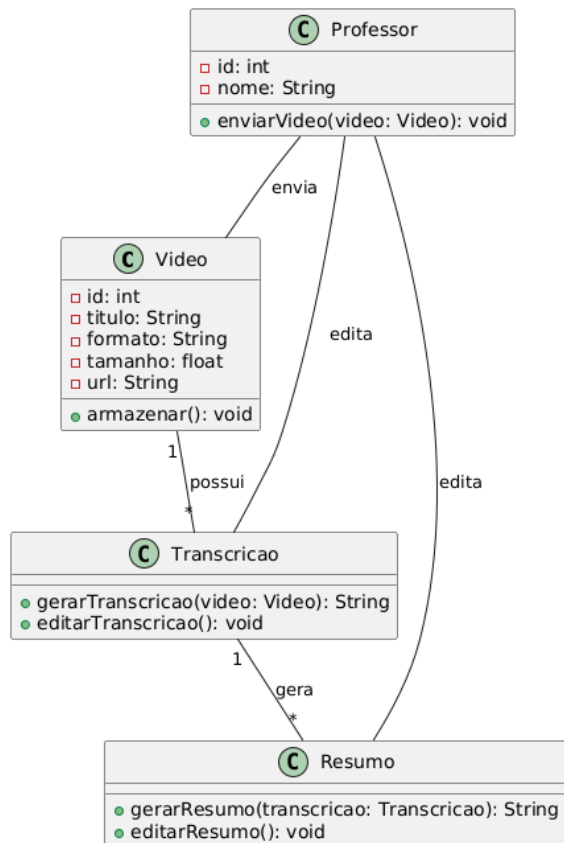 C Professor
id: int
nome: String
enviarVideo(video: Video): void
envia
C Video
id: int
titulo: String
formato: String
tamanho: float
url: String
armazenar(): void
edita
1
possui
*
edita
C Transcricao
gerarTranscricao(video: Video): String
editarTranscricao(): void
1
gera
*
C Resumo
gerarResumo(transcricao: Transcricao): String
editarResumo(): void